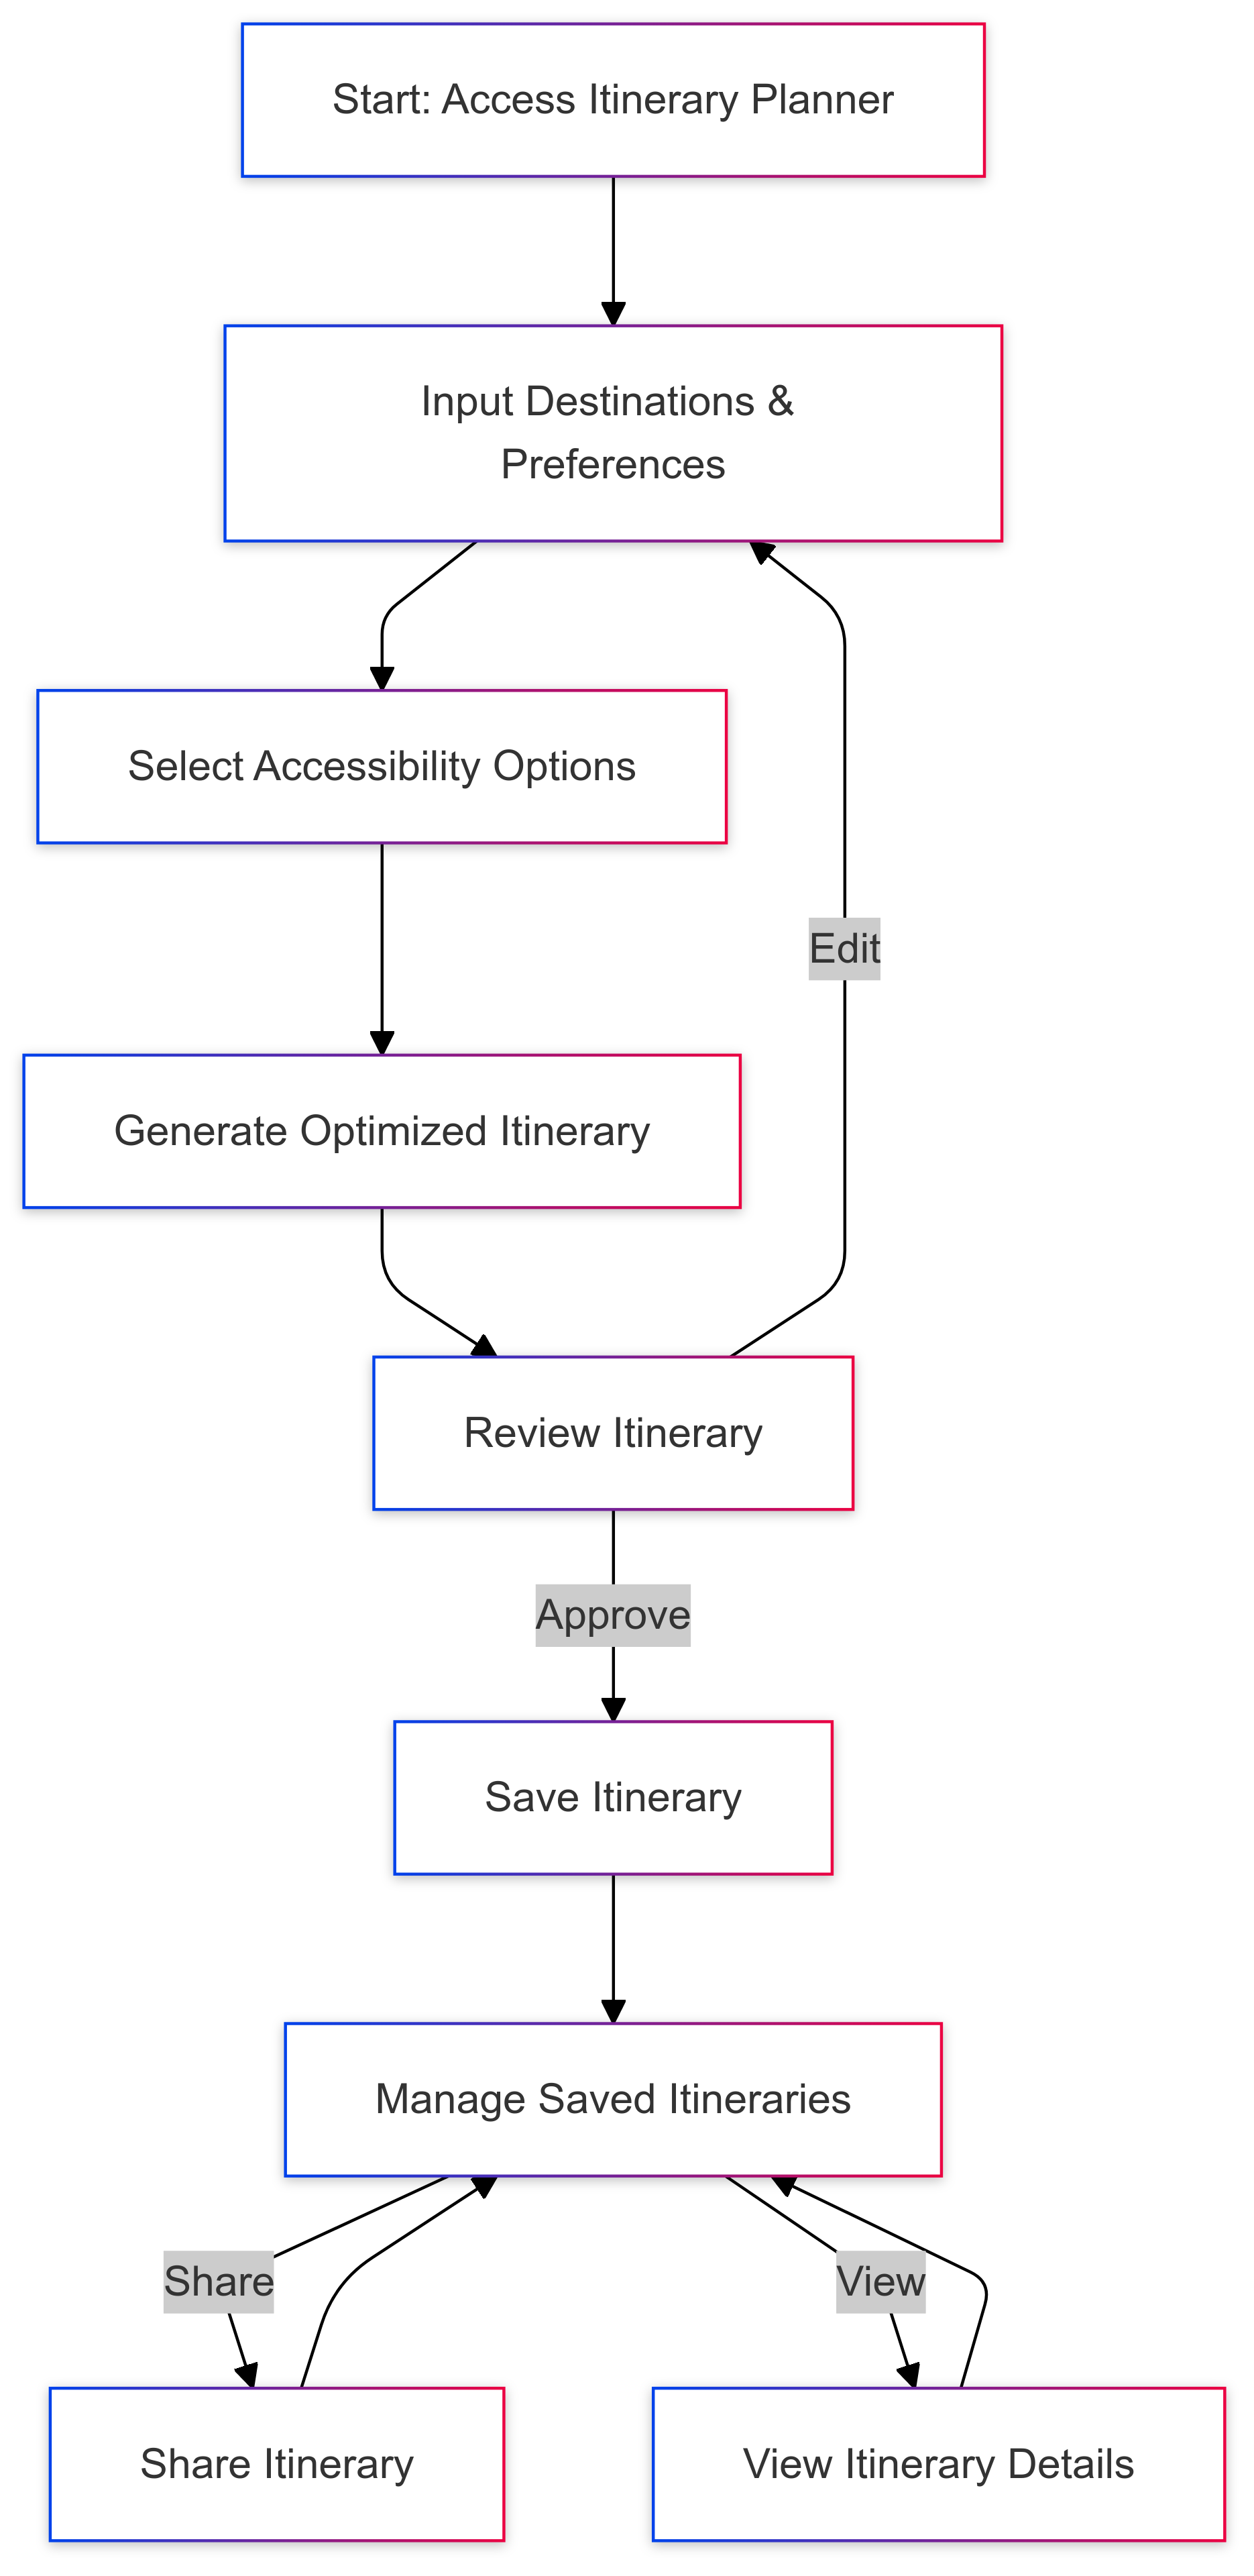 Start: Access Itinerary Planner
Input Destinations &
Preferences
Select Accessibility Options
Edit
Generate Optimized Itinerary
Review Itinerary
Approve
Save Itinerary
Manage Saved Itineraries
Share
View
Share Itinerary
View Itinerary Details